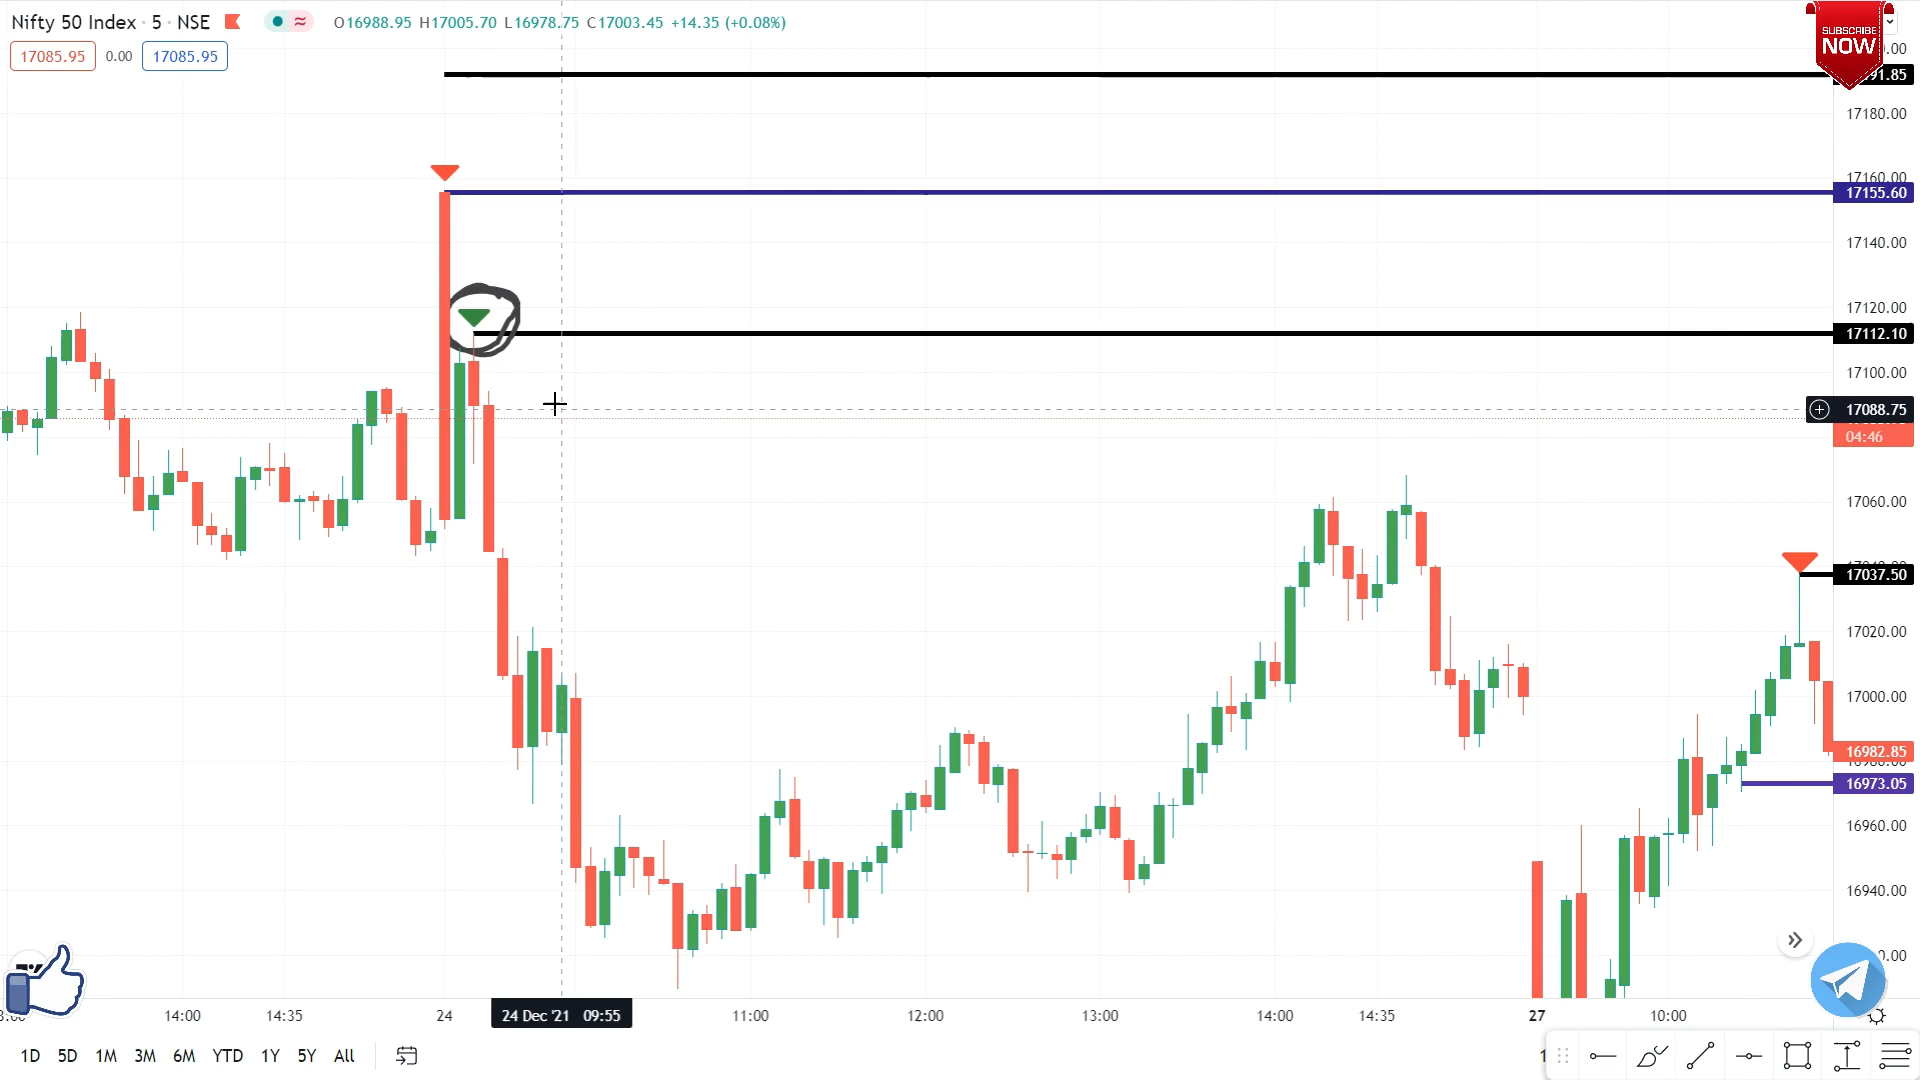 Nifty 50 Index · 5 · NSE
O16988.95 H17005.70 L16978.75 C17003.45 +14.35 (+0.08%)
17085.95 0.00 17085.95
SUBSCRIBE
NOW
17180.00
17160.00
17155.60
17140.00
17120.00
17112.10
17100.00
17088.75
04:46
17060.00
17037.50
17020.00
17000.00
16982.85
16973.05
16960.00
16940.00
14:00 14:35 24 24 Dec '21 09:55 11:00 12:00 13:00 14:00 14:35 27 10:00
1D 5D 1M 3M 6M YTD 1Y 5Y All